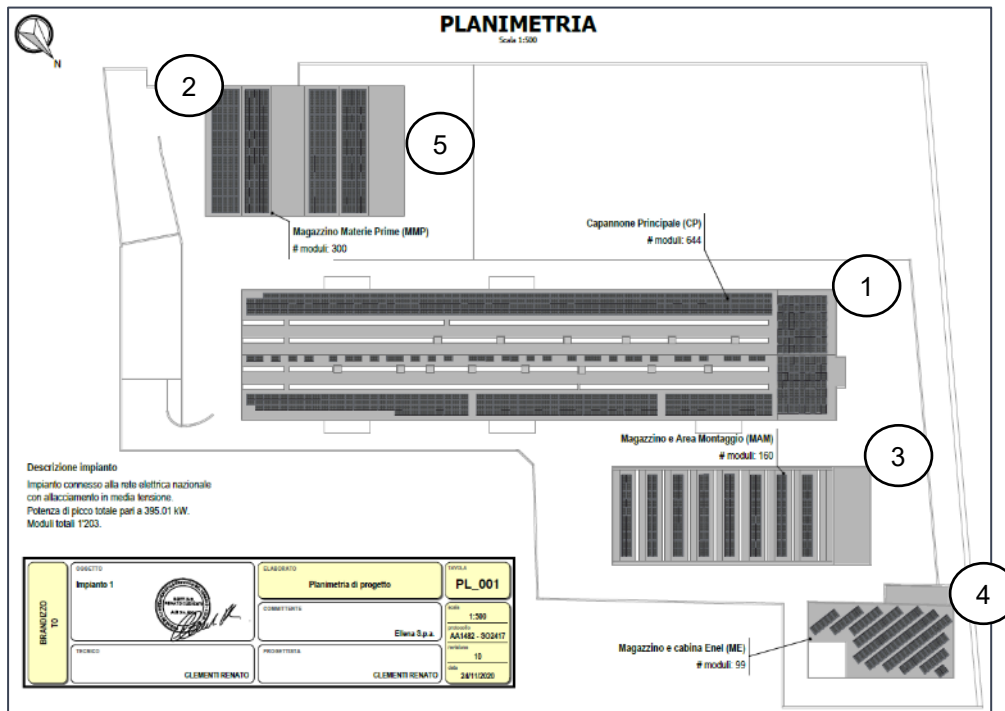 PLANIMETRIA
Scala 1:500
N
2
5
Magazzino Materie Prime (MMP)
# moduli: 300
Capannone Principale (CP)
# moduli: 644
1
Magazzino e Area Montaggio (MAM)
# moduli: 160
3
Descrizione impianto
Impianto connesso alla rete elettrica nazionale
con allacciamento in media tensione.
Potenza di picco totale pari a 395.01 kW.
Moduli totali 1'203.
4
Magazzino e cabina Enel (ME)
# moduli: 99
BRANDIZZO
TO
OGGETTO
Impianto 1
ELABORATO
Planimetria di progetto
TAVOLA
PL_001
COMMITTENTE
Ellena S.p.a.
scala
1:500
protocollo
AA1482 - SO2417
revisione
10
TECNICO
CLEMENTI RENATO
PROGETTISTA
CLEMENTI RENATO
data
24/11/2020